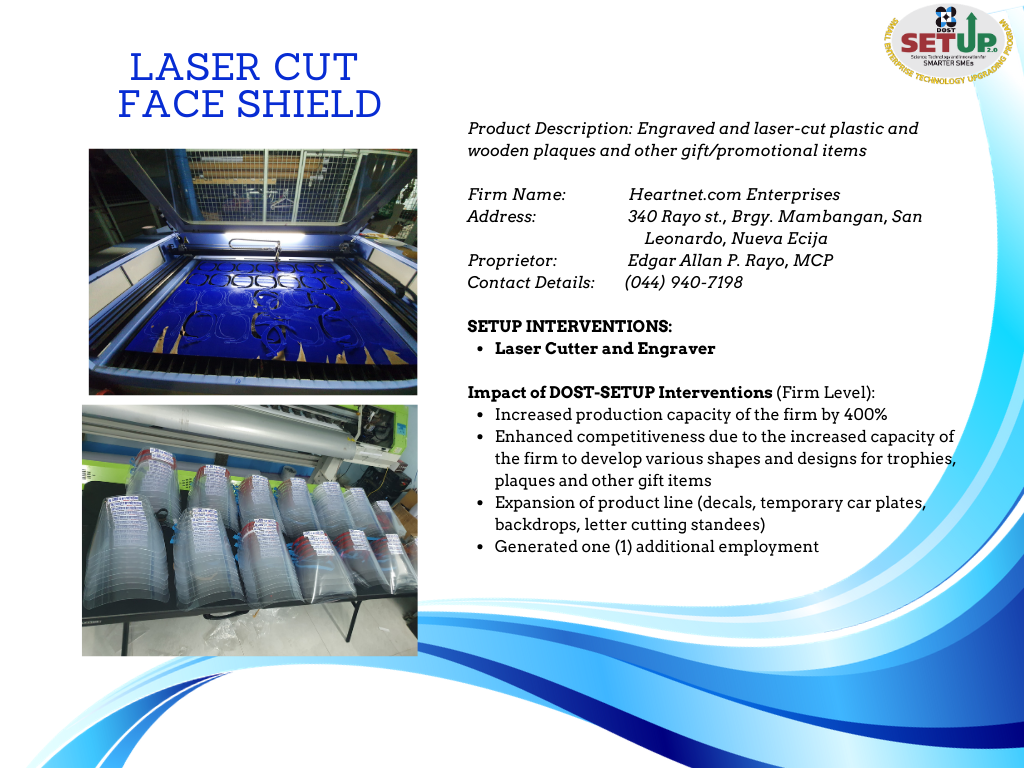 LASER CUT
FACE SHIELD
DOST
SETUP 2.0
Science Technology and Innovation for
SMARTER SMEs
SMALL ENTERPRISE TECHNOLOGY UPGRADING PROGRAM
Product Description: Engraved and laser-cut plastic and
wooden plaques and other gift/promotional items
Firm Name: Heartnet.com Enterprises
Address: 340 Rayo st., Brgy. Mambangan, San
Leonardo, Nueva Ecija
Proprietor: Edgar Allan P. Rayo, MCP
Contact Details: (044) 940-7198
SETUP INTERVENTIONS:
• Laser Cutter and Engraver
Impact of DOST-SETUP Interventions (Firm Level):
• Increased production capacity of the firm by 400%
• Enhanced competitiveness due to the increased capacity of
the firm to develop various shapes and designs for trophies,
plaques and other gift items
• Expansion of product line (decals, temporary car plates,
backdrops, letter cutting standees)
• Generated one (1) additional employment